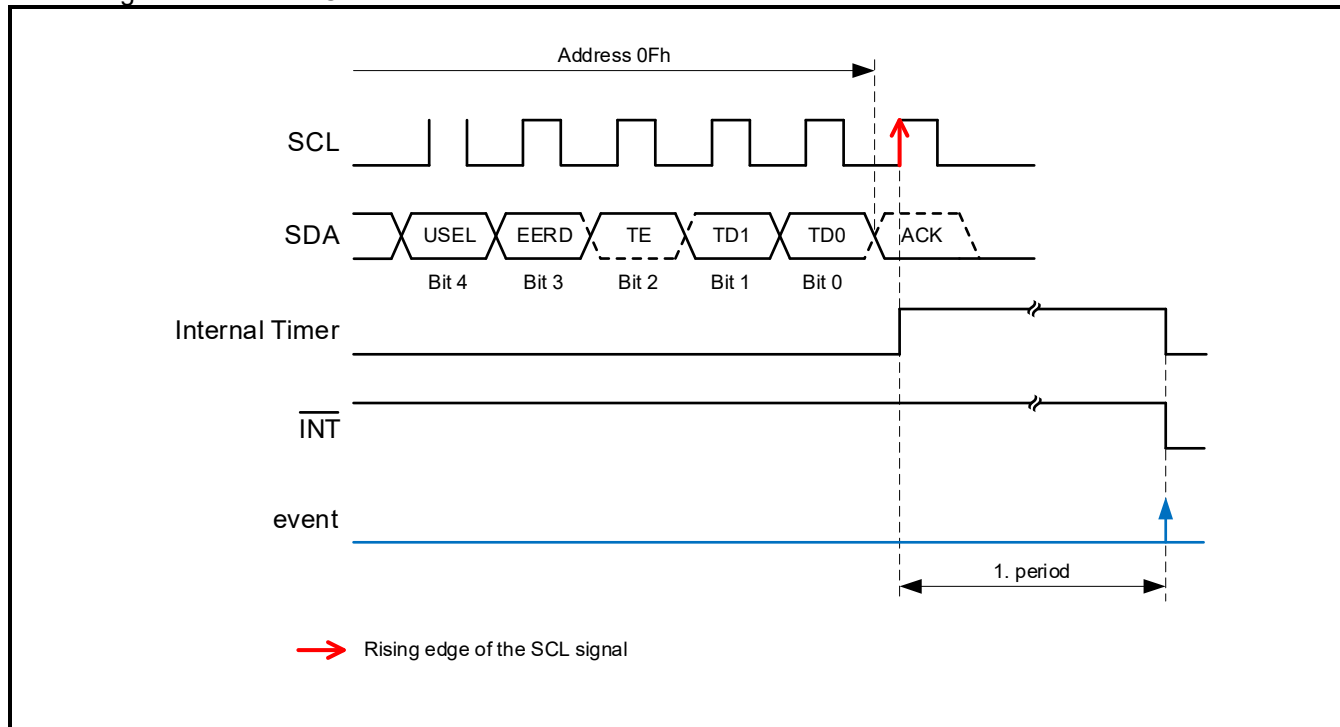 Address 0Fh
SCL
SDA
USEL EERD TE TD1 TD0 ACK
Bit 4 Bit 3 Bit 2 Bit 1 Bit 0
Internal Timer
INT
event
1. period
Rising edge of the SCL signal